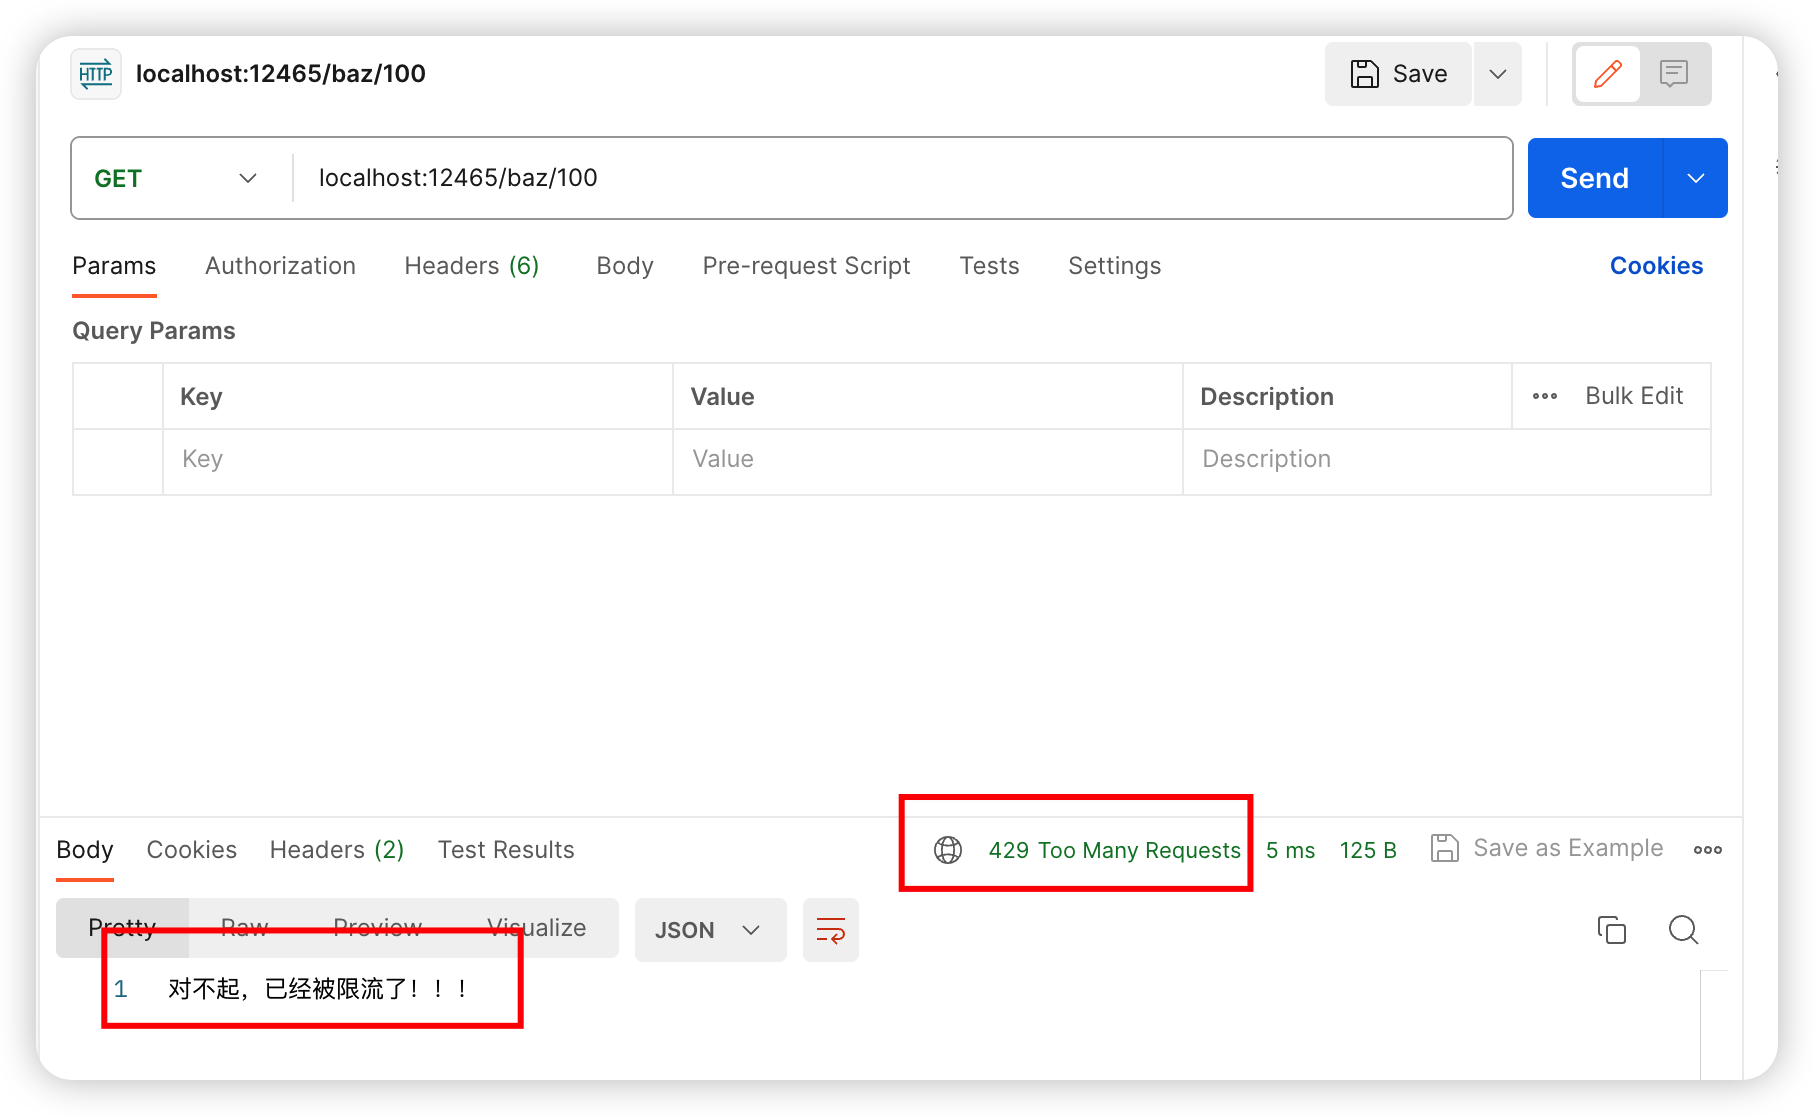 HTTP localhost:12465/baz/100 Save
GET localhost:12465/baz/100 Send
Params Authorization Headers (6) Body Pre-request Script Tests Settings Cookies
Query Params
Key Value Description Bulk Edit
Key Value Description
Body Cookies Headers (2) Test Results 429 Too Many Requests 5 ms 125 B Save as Example
Pretty Raw Preview Visualize JSON
1 对不起，已经被限流了！！！